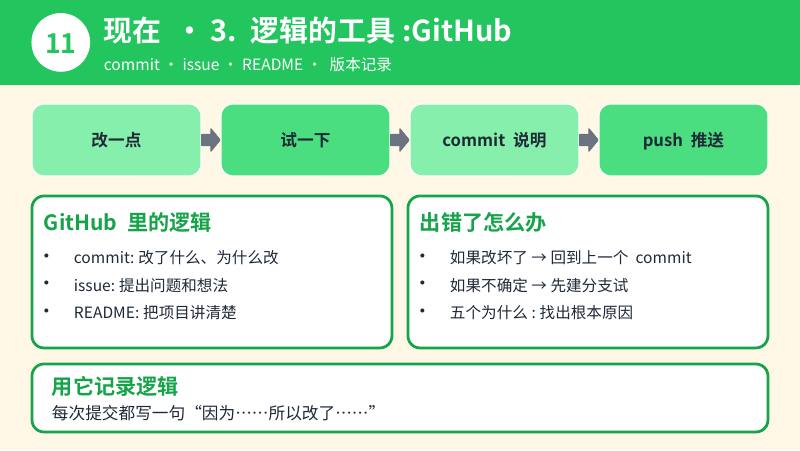 11
现在 · 3. 逻辑的工具 :GitHub
commit · issue · README · 版本记录
改一点
试一下
commit 说明
push 推送
GitHub 里的逻辑
• commit: 改了什么、为什么改
• issue: 提出问题和想法
• README: 把项目讲清楚
出错了怎么办
• 如果改坏了 → 回到上一个 commit
• 如果不确定 → 先建分支试
• 五个为什么 : 找出根本原因
用它记录逻辑
每次提交都写一句“因为……所以改了……”